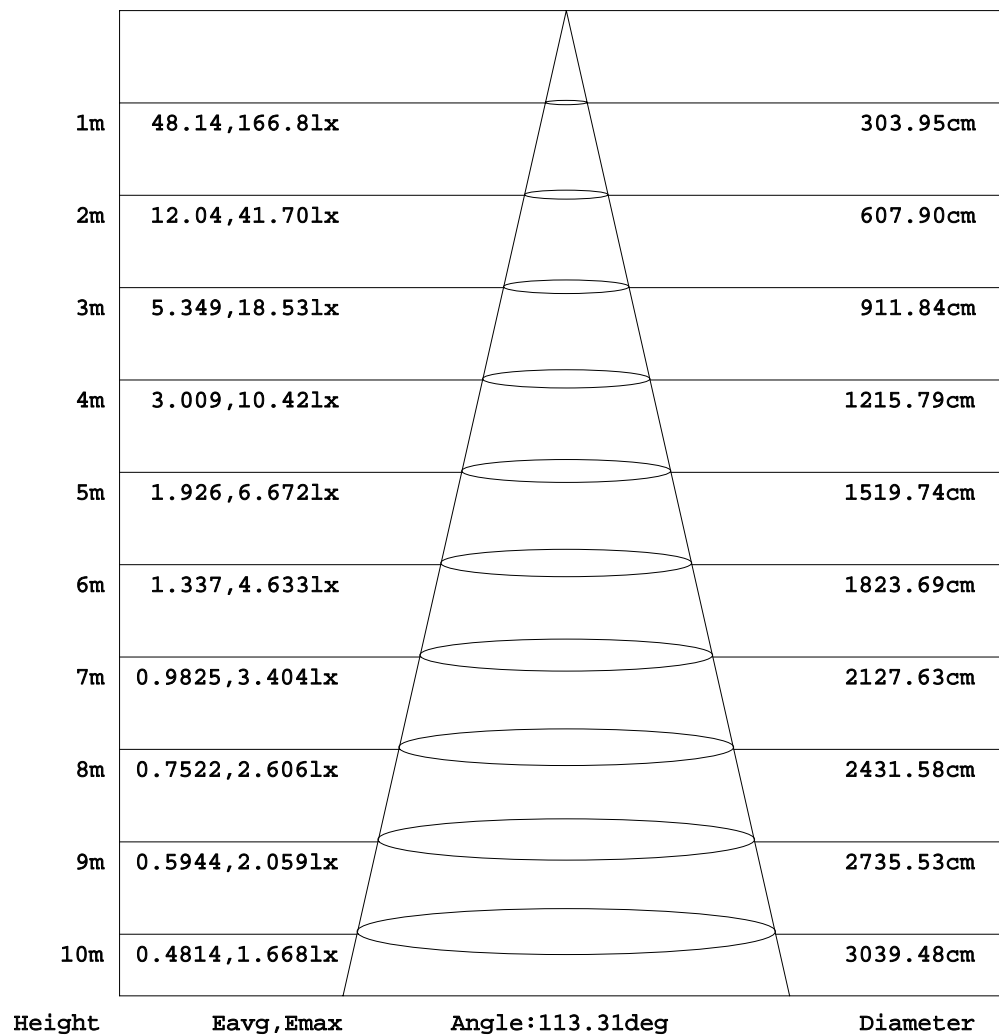 1m 48.14,166.8lx 303.95cm
2m 12.04,41.70lx 607.90cm
3m 5.349,18.53lx 911.84cm
4m 3.009,10.42lx 1215.79cm
5m 1.926,6.672lx 1519.74cm
6m 1.337,4.633lx 1823.69cm
7m 0.9825,3.404lx 2127.63cm
8m 0.7522,2.606lx 2431.58cm
9m 0.5944,2.059lx 2735.53cm
10m 0.4814,1.668lx 3039.48cm
Height Eavg,Emax Angle:113.31deg Diameter